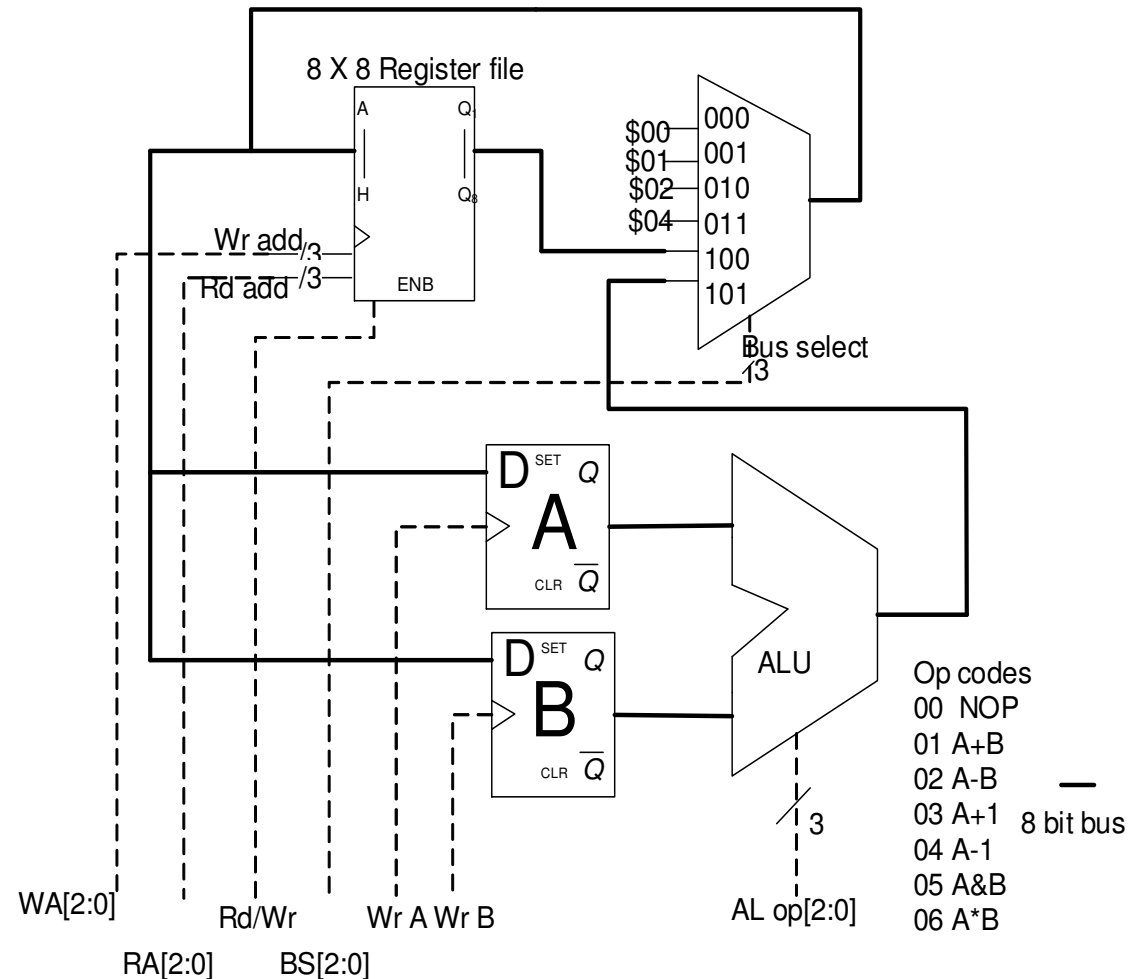 8 X 8 Register file
A
Q1
H
Q8
Wr add
/3
Rd add
/3
ENB
$00
000
$01
001
$02
010
$04
011
100
101
Bus select
3
D SET Q
A
CLR Q
D SET Q
B
CLR Q
ALU
3
Op codes
00 NOP
01 A+B
02 A-B
03 A+1
04 A-1
05 A&B
06 A*B
8 bit bus
WA[2:0]
Rd/Wr
Wr A Wr B
AL op[2:0]
RA[2:0]
BS[2:0]